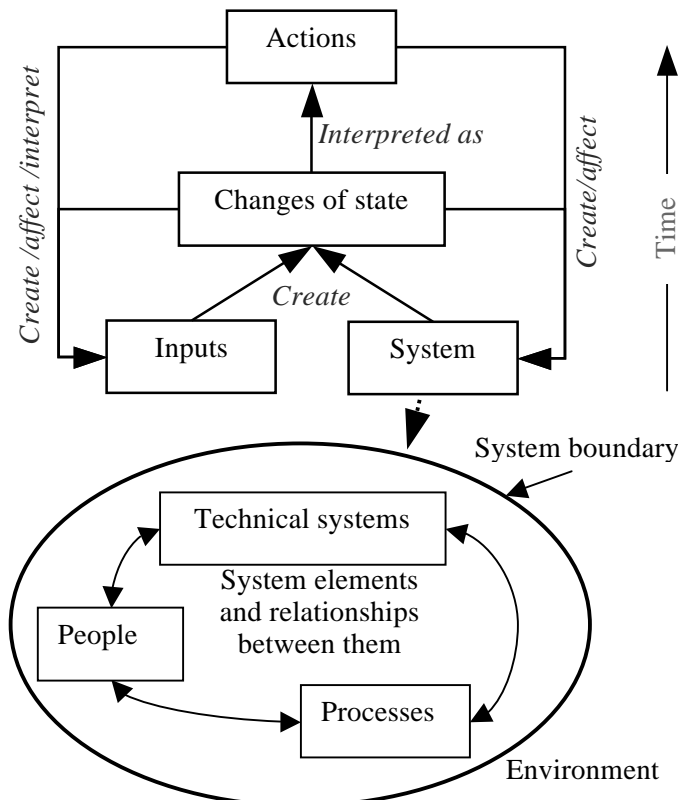 Actions
Create /affect /interpret
Interpreted as
Create/affect
Time
Changes of state
Create
Inputs
System
System boundary
Technical systems
System elements
and relationships
between them
People
Processes
Environment